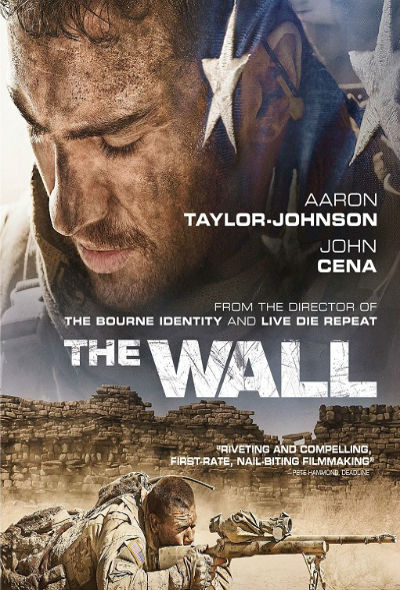 AARON
TAYLOR-JOHNSON
JOHN
CENA
FROM THE DIRECTOR OF
THE BOURNE IDENTITY AND LIVE DIE REPEAT
THE WALL
"RIVETING AND COMPELLING,
FIRST-RATE, NAIL-BITING FILMMAKING"
—PETE HAMMOND, DEADLINE